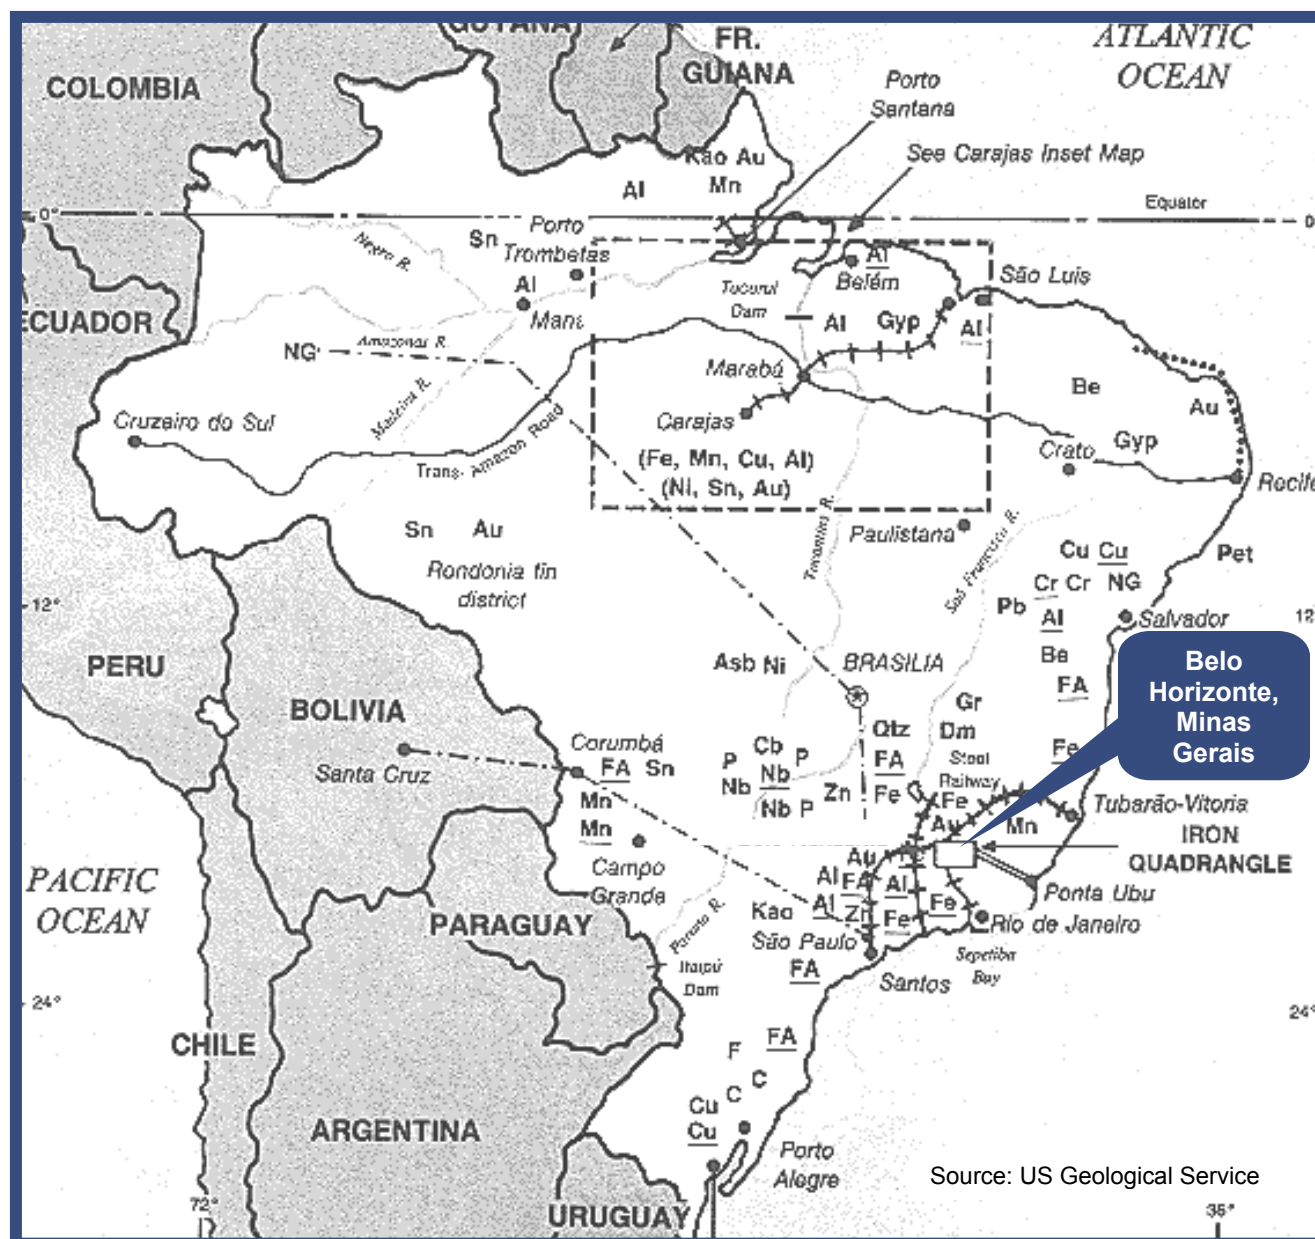 GUYANA
FR.
GUIANA
ATLANTIC
OCEAN
COLOMBIA
Porto
Santana
See Carajas Inset Map
Kao Au
Mn
Al
Equator
0°
0
Negro R.
Sn
Porto
Trombetas
Al
Belém
São Luis
Tucurui
Dam
Al
Mana
ECUADOR
Al
Gyp
Al
NG
Amazonas R.
Marabá
Be
Au
Madeira R.
Cruzeiro do Sul
Carajas
Trans-Amazon Road
Gyp
Crato
(Fe, Mn, Cu, Al)
(Ni, Sn, Au)
Recife
Tocantins R.
São Francisco R.
Sn
Au
Paulistana
Rondonia tin
district
Cu
Cu
Pet
Cr
Cr
NG
12°
12
Pb
Al
Salvador
PERU
Asb
Ni
BRASILIA
Be
FA
Belo
Horizonte,
Minas
Gerais
BOLIVIA
Gr
Qtz
Dm
Corumbá
Santa Cruz
FA
Sn
P
Cb
P
FA
Steel
Railway
Fe
Nb
Nb
Zn
Fe
Nb P
Fe
Tubarão-Vitoria
Mn
Mn
Au
Mn
IRON
QUADRANGLE
Campo
Grande
Au
Fe
PACIFIC
OCEAN
Al
FA
Al
Ponta Ubu
PARAGUAY
Parana R.
Kao
Al
Zn
Fe
Fe
Rio de Janeiro
São Paulo
Itaipú
Dam
FA
Santos
Sepetiba
Bay
24°
24°
CHILE
F
FA
C
C
ARGENTINA
Cu
Cu
Porto
Alegre
Source: US Geological Service
72°
URUGUAY
35°